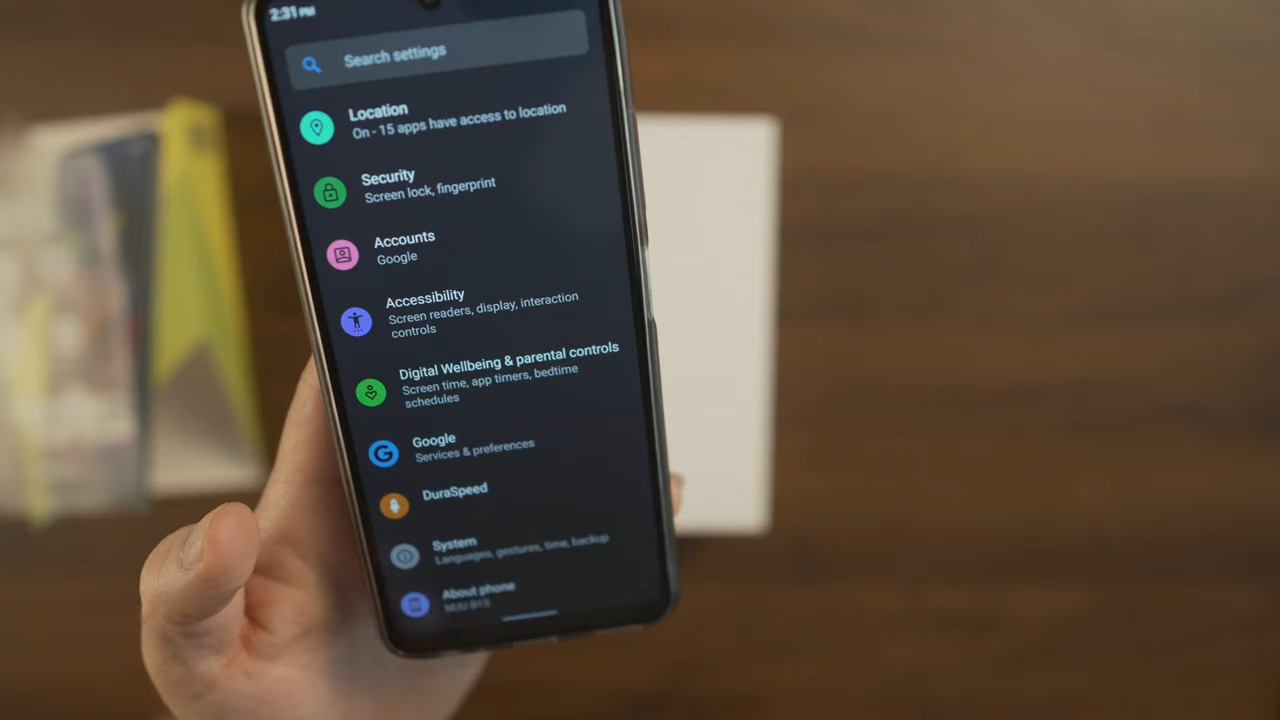 2:31 PM
Search settings
Location
On - 15 apps have access to location
Security
Screen lock, fingerprint
Accounts
Google
Accessibility
Screen readers, display, interaction
controls
Digital Wellbeing & parental controls
Screen time, app timers, bedtime
schedules
Google
Services & preferences
DuraSpeed
System
Languages, gestures, time, backup
About phone
NUU B15